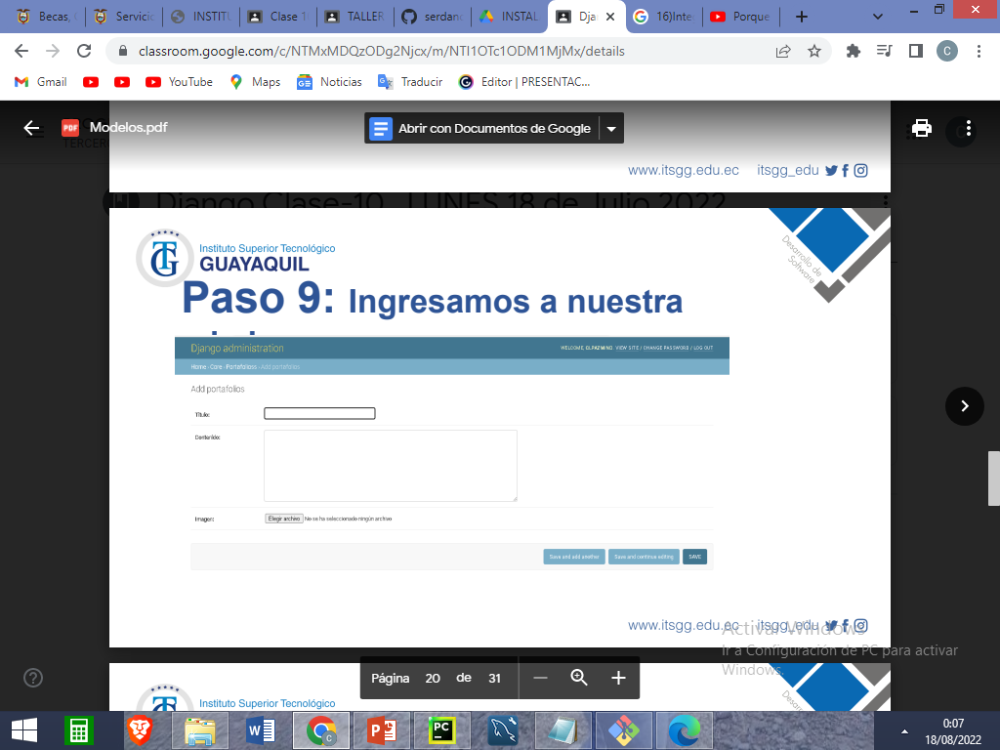 Becas,
Servicio
INSTITU
Clase 1
TALLER
serdand
INSTAL
Dja
16)Inte
Porque
classroom.google.com/c/NTMxMDQzODg2Njcx/m/NTI1OTc1ODM1MjMx/details
C
Gmail
YouTube
Maps
Noticias
Traducir
Editor | PRESENTAC...
PDF
Modelos.pdf
Abrir con Documentos de Google
www.itsgg.edu.ec itsgg_edu
Django Clase-10 LUNES 18 de Julio 2022
Instituto Superior Tecnológico
GUAYAQUIL
Desarrollo de
Software
Paso 9: Ingresamos a nuestra
Django administration
WELCOME, CLPAZMINO. VIEW SITE / CHANGE PASSWORD / LOG OUT
Home › Core › Portafolioss › Add portafolios
Add portafolios
Título:
Contenido:
Imagen:
Elegir archivo No se ha seleccionado ningún archivo
Save and add another
Save and continue editing
SAVE
www.itsgg.edu.ec itsgg_edu
Activar Windows
Ir a Configuración de PC para activar
Windows.
Página 20 de 31
Instituto Superior Tecnológico
0:07
18/08/2022